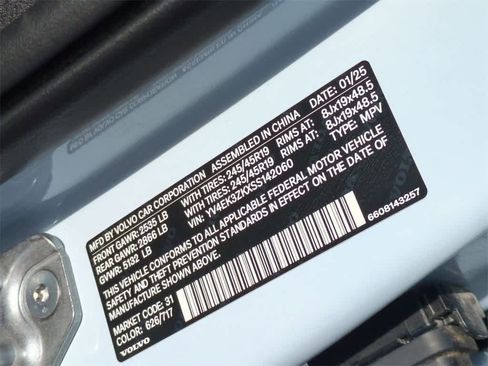 MFD BY VOLVO CAR CORPORATION ASSEMBLED IN CHINA DATE: 01/25
FRONT GAWR: 2535 LB WITH TIRES: 245/45R19 RIMS AT: 8Jx19x48.5
REAR GAWR: 2866 LB WITH TIRES: 245/45R19 RIMS AT: 8Jx19x48.5
GVWR: 5132 LB VIN: YV4EK3ZKXSS142060 TYPE: MPV
THIS VEHICLE CONFORMS TO ALL APPLICABLE FEDERAL MOTOR VEHICLE
SAFETY AND THEFT PREVENTION STANDARDS IN EFFECT ON THE DATE OF
MANUFACTURE SHOWN ABOVE.
6608143257
MARKET CODE: 31
COLOR: 626/717
VOLVO
VOLVO